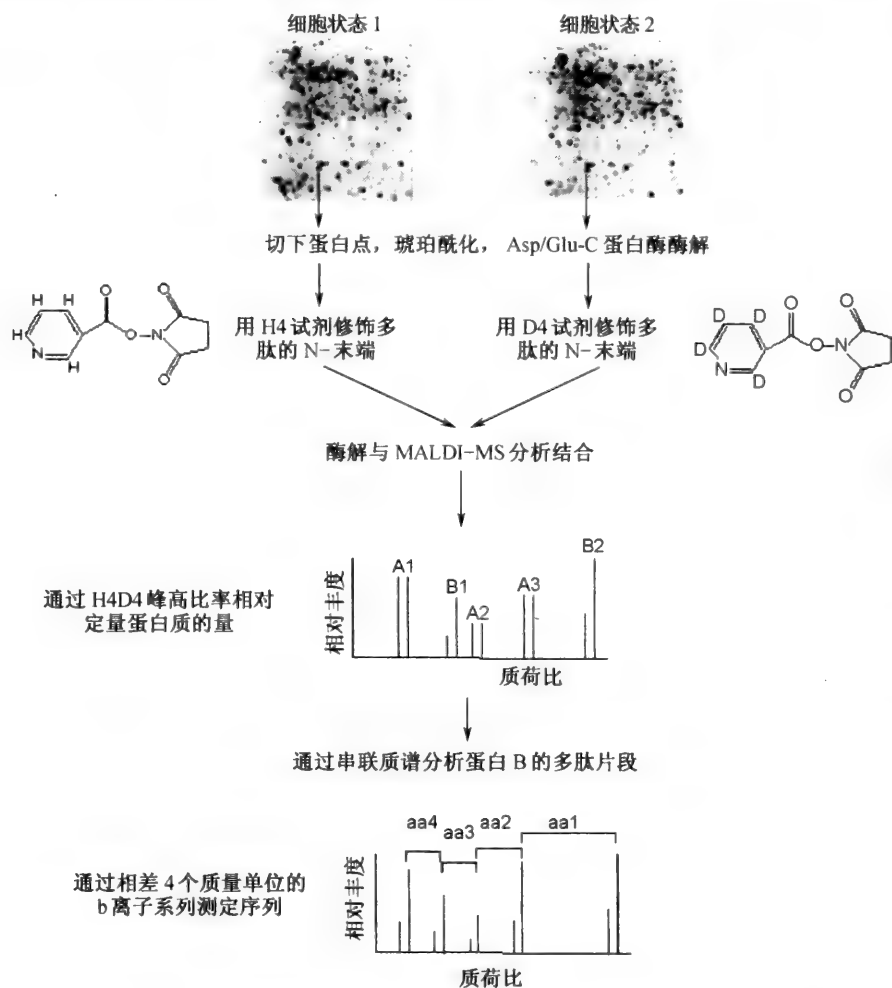 细胞状态 1
细胞状态 2
切下蛋白点，琥珀酰化， Asp/Glu-C 蛋白酶酶解
H
H
O
O
H
N
H
O
N
O
用 H4 试剂修饰多
肽的 N-末端
用 D4 试剂修饰多
肽的 N-末端
D
D
O
O
D
N
D
O
N
O
酶解与 MALDI-MS 分析结合
通过 H4D4 峰高比率相对
定量蛋白质的量
相对丰度
A1
B1
A2
A3
B2
质荷比
通过串联质谱分析蛋白 B 的多肽片段
通过相差 4 个质量单位的
b 离子系列测定序列
相对丰度
aa4
aa3
aa2
aa1
质荷比